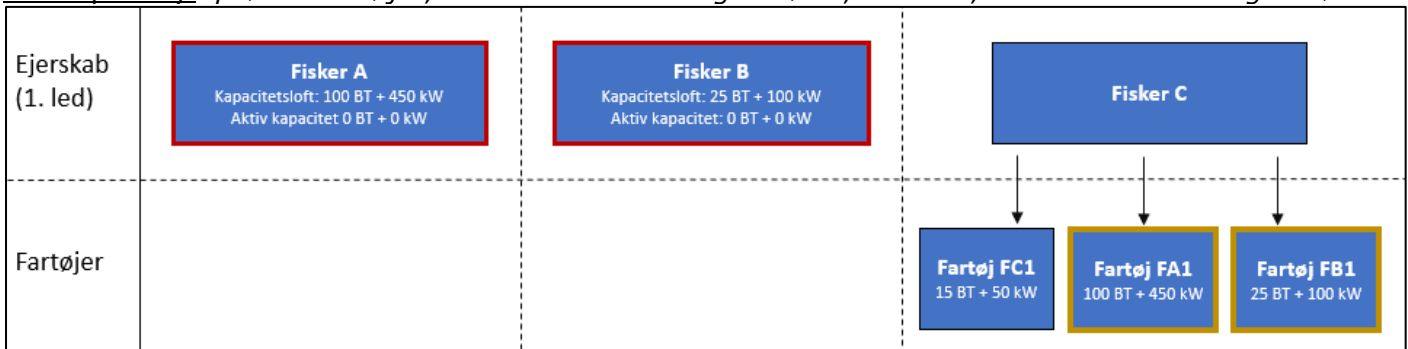 Ejerskab
(1. led)
Fisker A
Kapacitetsloft: 100 BT + 450 kW
Aktiv kapacitet 0 BT + 0 kW
Fisker B
Kapacitetsloft: 25 BT + 100 kW
Aktiv kapacitet: 0 BT + 0 kW
Fisker C
Fartøjer
Fartøj FC1
15 BT + 50 kW
Fartøj FA1
100 BT + 450 kW
Fartøj FB1
25 BT + 100 kW